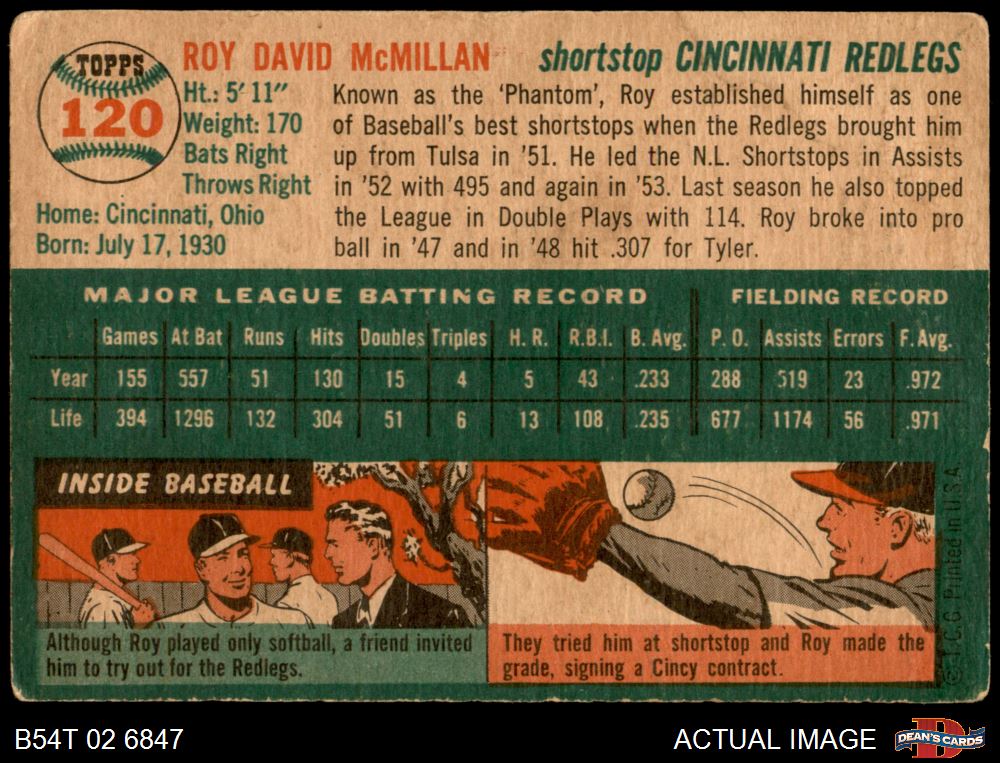 TOPPS
120
ROY DAVID McMILLAN
shortstop CINCINNATI REDLEGS
Ht.: 5' 11"
Weight: 170
Bats Right
Throws Right
Home: Cincinnati, Ohio
Born: July 17, 1930
Known as the 'Phantom', Roy established himself as one
of Baseball's best shortstops when the Redlegs brought him
up from Tulsa in '51. He led the N.L. Shortstops in Assists
in '52 with 495 and again in '53. Last season he also topped
the League in Double Plays with 114. Roy broke into pro
ball in '47 and in '48 hit .307 for Tyler.
MAJOR LEAGUE BATTING RECORD FIELDING RECORD
Games At Bat Runs Hits Doubles Triples H. R. R.B.I. B. Avg. P. O. Assists Errors F. Avg.
Year 155 557 51 130 15 4 5 43 .233 288 519 23 .972
Life 394 1296 132 304 51 6 13 108 .235 677 1174 56 .971
INSIDE BASEBALL
Although Roy played only softball, a friend invited
him to try out for the Redlegs.
They tried him at shortstop and Roy made the
grade, signing a Cincy contract.
© T.C.G. Printed in U.S.A.
B54T 02 6847
ACTUAL IMAGE
DEAN'S CARDS